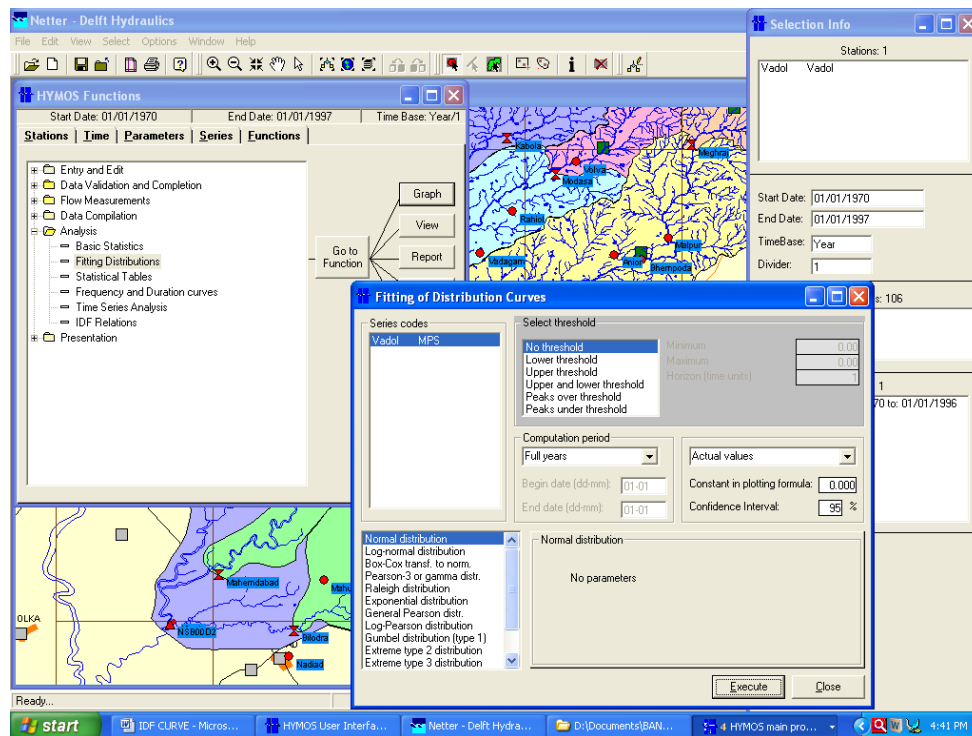 Netter - Delft Hydraulics
File Edit View Select Options Window Help
HYMOS Functions
Start Date: 01/01/1970 End Date: 01/01/1997 Time Base: Year/1
Stations Time Parameters Series Functions
Entry and Edit
Data Validation and Completion
Flow Measurements
Data Compilation
Analysis
Basic Statistics
Fitting Distributions
Statistical Tables
Frequency and Duration curves
Time Series Analysis
IDF Relations
Presentation
Go to Function
Graph
View
Report
Kabola
Meghraj
Volva
Modasa
Rahiol
Malpur
Vadagam
Anior
Bhempoda
Selection Info
Stations: 1
Vadol Vadol
Start Date: 01/01/1970
End Date: 01/01/1997
TimeBase: Year
Divider: 1
s: 106
1
70 to: 01/01/1996
Fitting of Distribution Curves
Series codes
Vadol MPS
Select threshold
No threshold
Lower threshold
Upper threshold
Upper and lower threshold
Peaks over threshold
Peaks under threshold
Minimum 0.00
Maximum 0.00
Horizon (time units) 1
Computation period
Full years
Begin date (dd-mm): 01-01
End date (dd-mm): 01-01
Actual values
Constant in plotting formula: 0.000
Confidence Interval: 95 %
Normal distribution
Log-normal distribution
Box-Cox transf. to norm.
Pearson-3 or gamma distr.
Raleigh distribution
Exponential distribution
General Pearson distr.
Log-Pearson distribution
Gumbel distribution (type 1)
Extreme type 2 distribution
Extreme type 3 distribution
Normal distribution
No parameters
Execute Close
Mahemdabad
Mahu
OLKA
NSB00D2
Bilodra
Nadiad
Ready...
start
IDF CURVE - Micros...
HYMOS User Interfa...
Netter - Delft Hydra...
D:\Documents\BAN...
4 HYMOS main pro...
4:41 PM